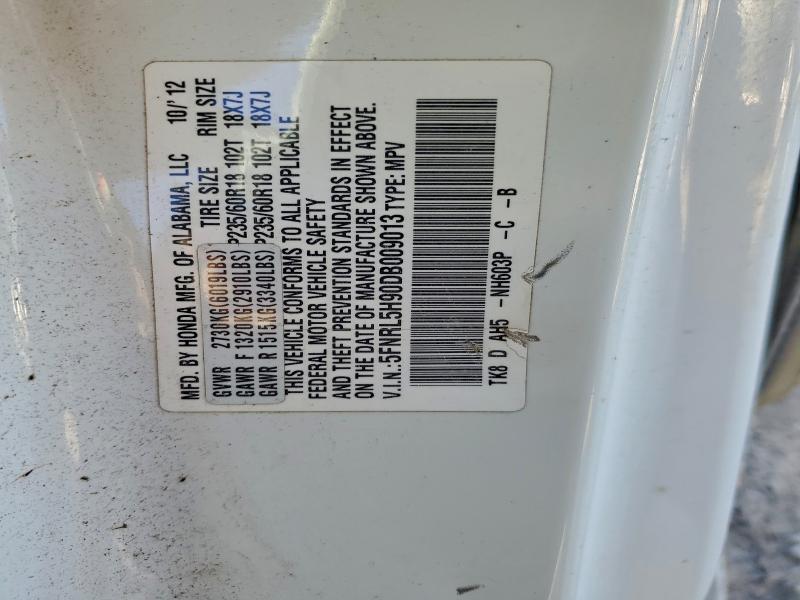 MFD. BY HONDA MFG. OF ALABAMA, LLC 10/'12
TIRE SIZE RIM SIZE
GVWR 2730KG(6019LBS)
GAWR F 1320KG(2910LBS) P235/60R18 102T 18X7J
GAWR R 1515KG(3340LBS) P235/60R18 102T 18X7J
THIS VEHICLE CONFORMS TO ALL APPLICABLE
FEDERAL MOTOR VEHICLE SAFETY
AND THEFT PREVENTION STANDARDS IN EFFECT
ON THE DATE OF MANUFACTURE SHOWN ABOVE.
V.I.N.:5FNRL5H90DB009013 TYPE: MPV
TK8 D AH5 -NH603P -C -B